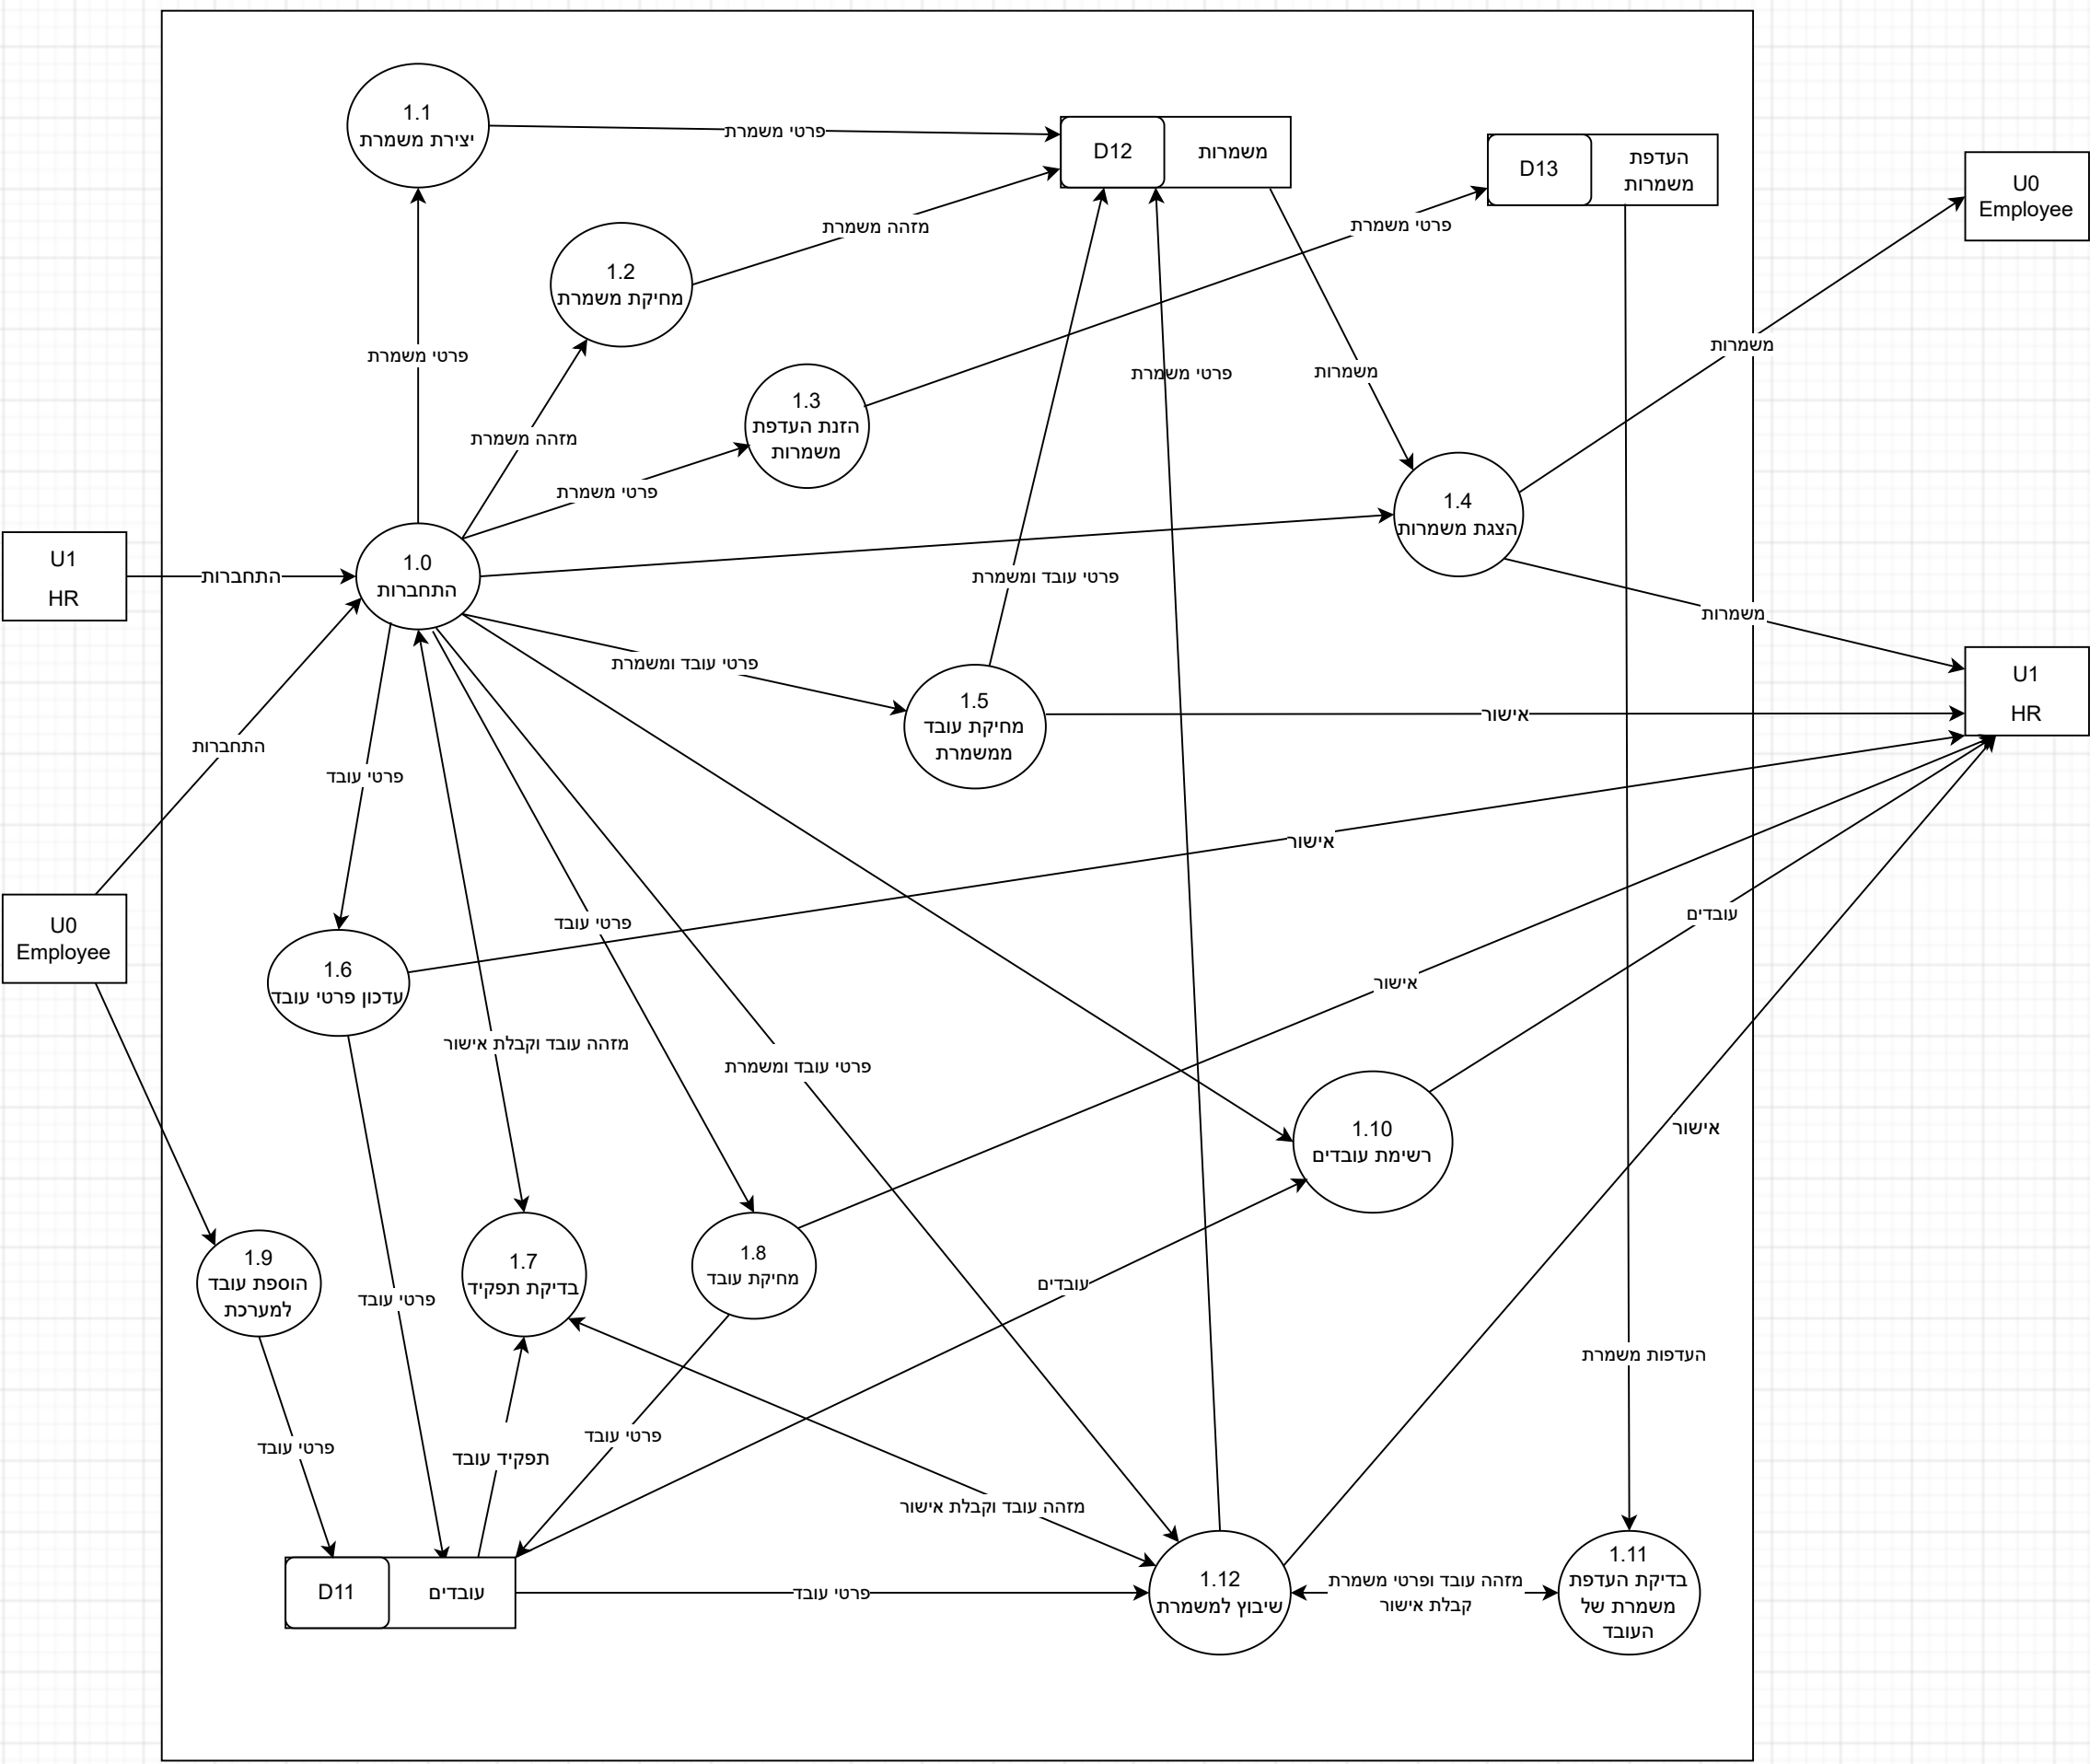 1.1
יצירת משמרת
פרטי משמרת
D12
משמרות
D13
העדפת
משמרות
U0
Employee
מזהה משמרת
פרטי משמרת
1.2
מחיקת משמרת
משמרות
פרטי משמרת
פרטי משמרת
משמרות
1.3
הזנת העדפת
משמרות
מזהה משמרת
פרטי משמרת
1.4
הצגת משמרות
U1
HR
התחברות
1.0
התחברות
פרטי עובד ומשמרת
משמרות
פרטי עובד ומשמרת
U1
HR
1.5
מחיקת עובד
ממשמרת
אישור
התחברות
פרטי עובד
אישור
U0
Employee
פרטי עובד
עובדים
1.6
עדכון פרטי עובד
אישור
מזהה עובד וקבלת אישור
פרטי עובד ומשמרת
1.10
רשימת עובדים
אישור
1.9
הוספת עובד
למערכת
1.7
בדיקת תפקיד
1.8
מחיקת עובד
עובדים
פרטי עובד
העדפות משמרת
פרטי עובד
תפקיד עובד
פרטי עובד
מזהה עובד וקבלת אישור
D11
עובדים
פרטי עובד
1.12
שיבוץ למשמרת
מזהה עובד ופרטי משמרת
קבלת אישור
1.11
בדיקת העדפת
משמרת של
העובד